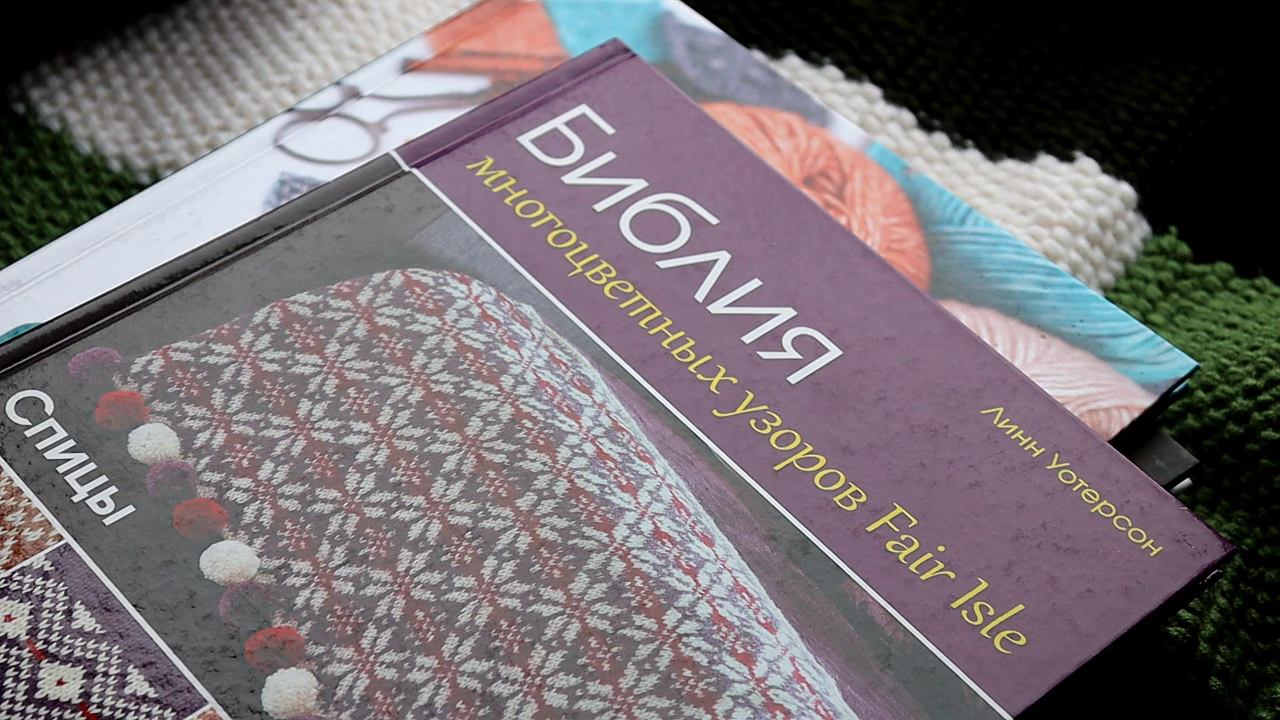 Линн Уотерсон
Библия
многоцветных узоров Fair Isle
Спицы